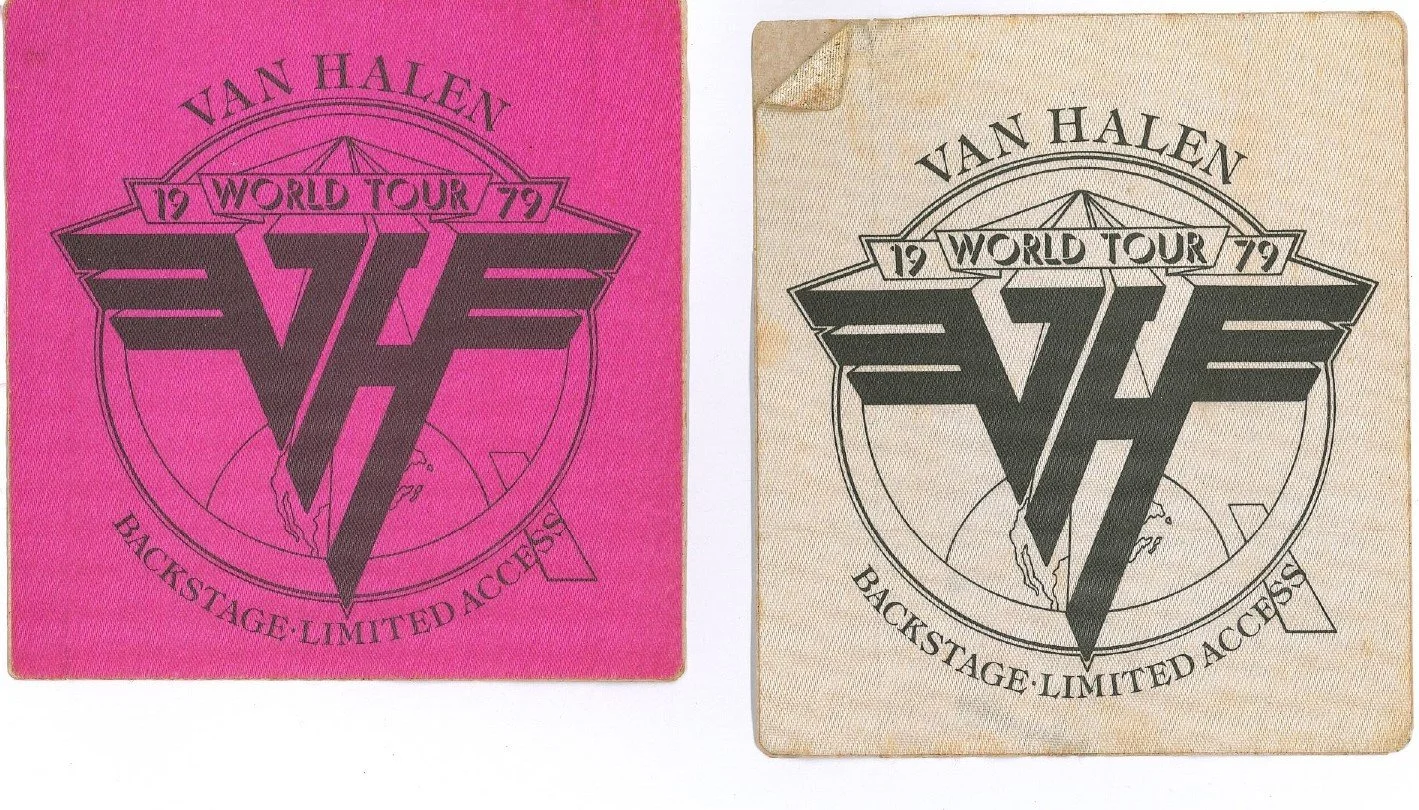 VAN HALEN
19 WORLD TOUR 79
VH
BACKSTAGE·LIMITED ACCESS
VAN HALEN
19 WORLD TOUR 79
VH
BACKSTAGE·LIMITED ACCESS